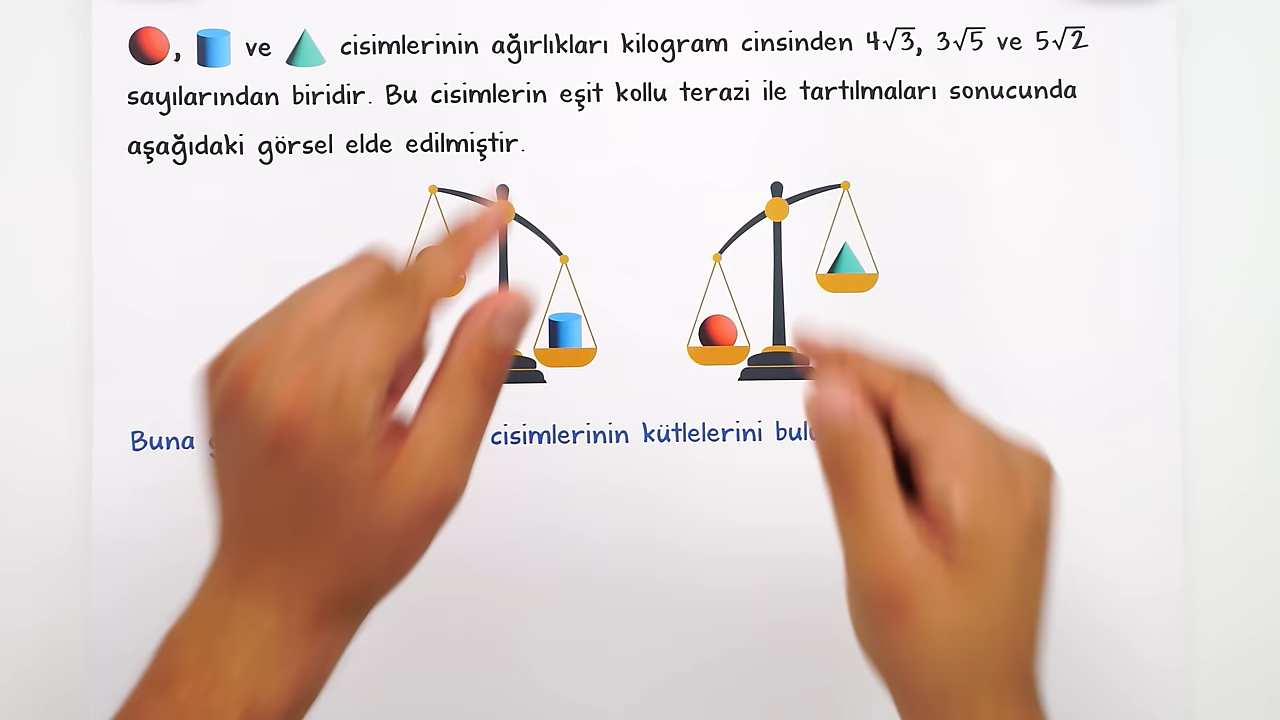 , ve cisimlerinin ağırlıkları kilogram cinsinden 4√3, 3√5 ve 5√2
sayılarından biridir. Bu cisimlerin eşit kollu terazi ile tartılmaları sonucunda
aşağıdaki görsel elde edilmiştir.
Buna cisimlerinin kütlelerini